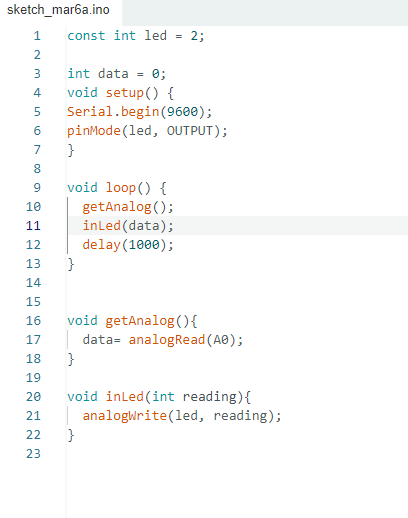 sketch_mar6a.ino
1 const int led = 2;
2
3 int data = 0;
4 void setup() {
5 Serial.begin(9600);
6 pinMode(led, OUTPUT);
7 }
8
9 void loop() {
10 getAnalog();
11 inLed(data);
12 delay(1000);
13 }
14
15
16 void getAnalog(){
17 data= analogRead(A0);
18 }
19
20 void inLed(int reading){
21 analogWrite(led, reading);
22 }
23